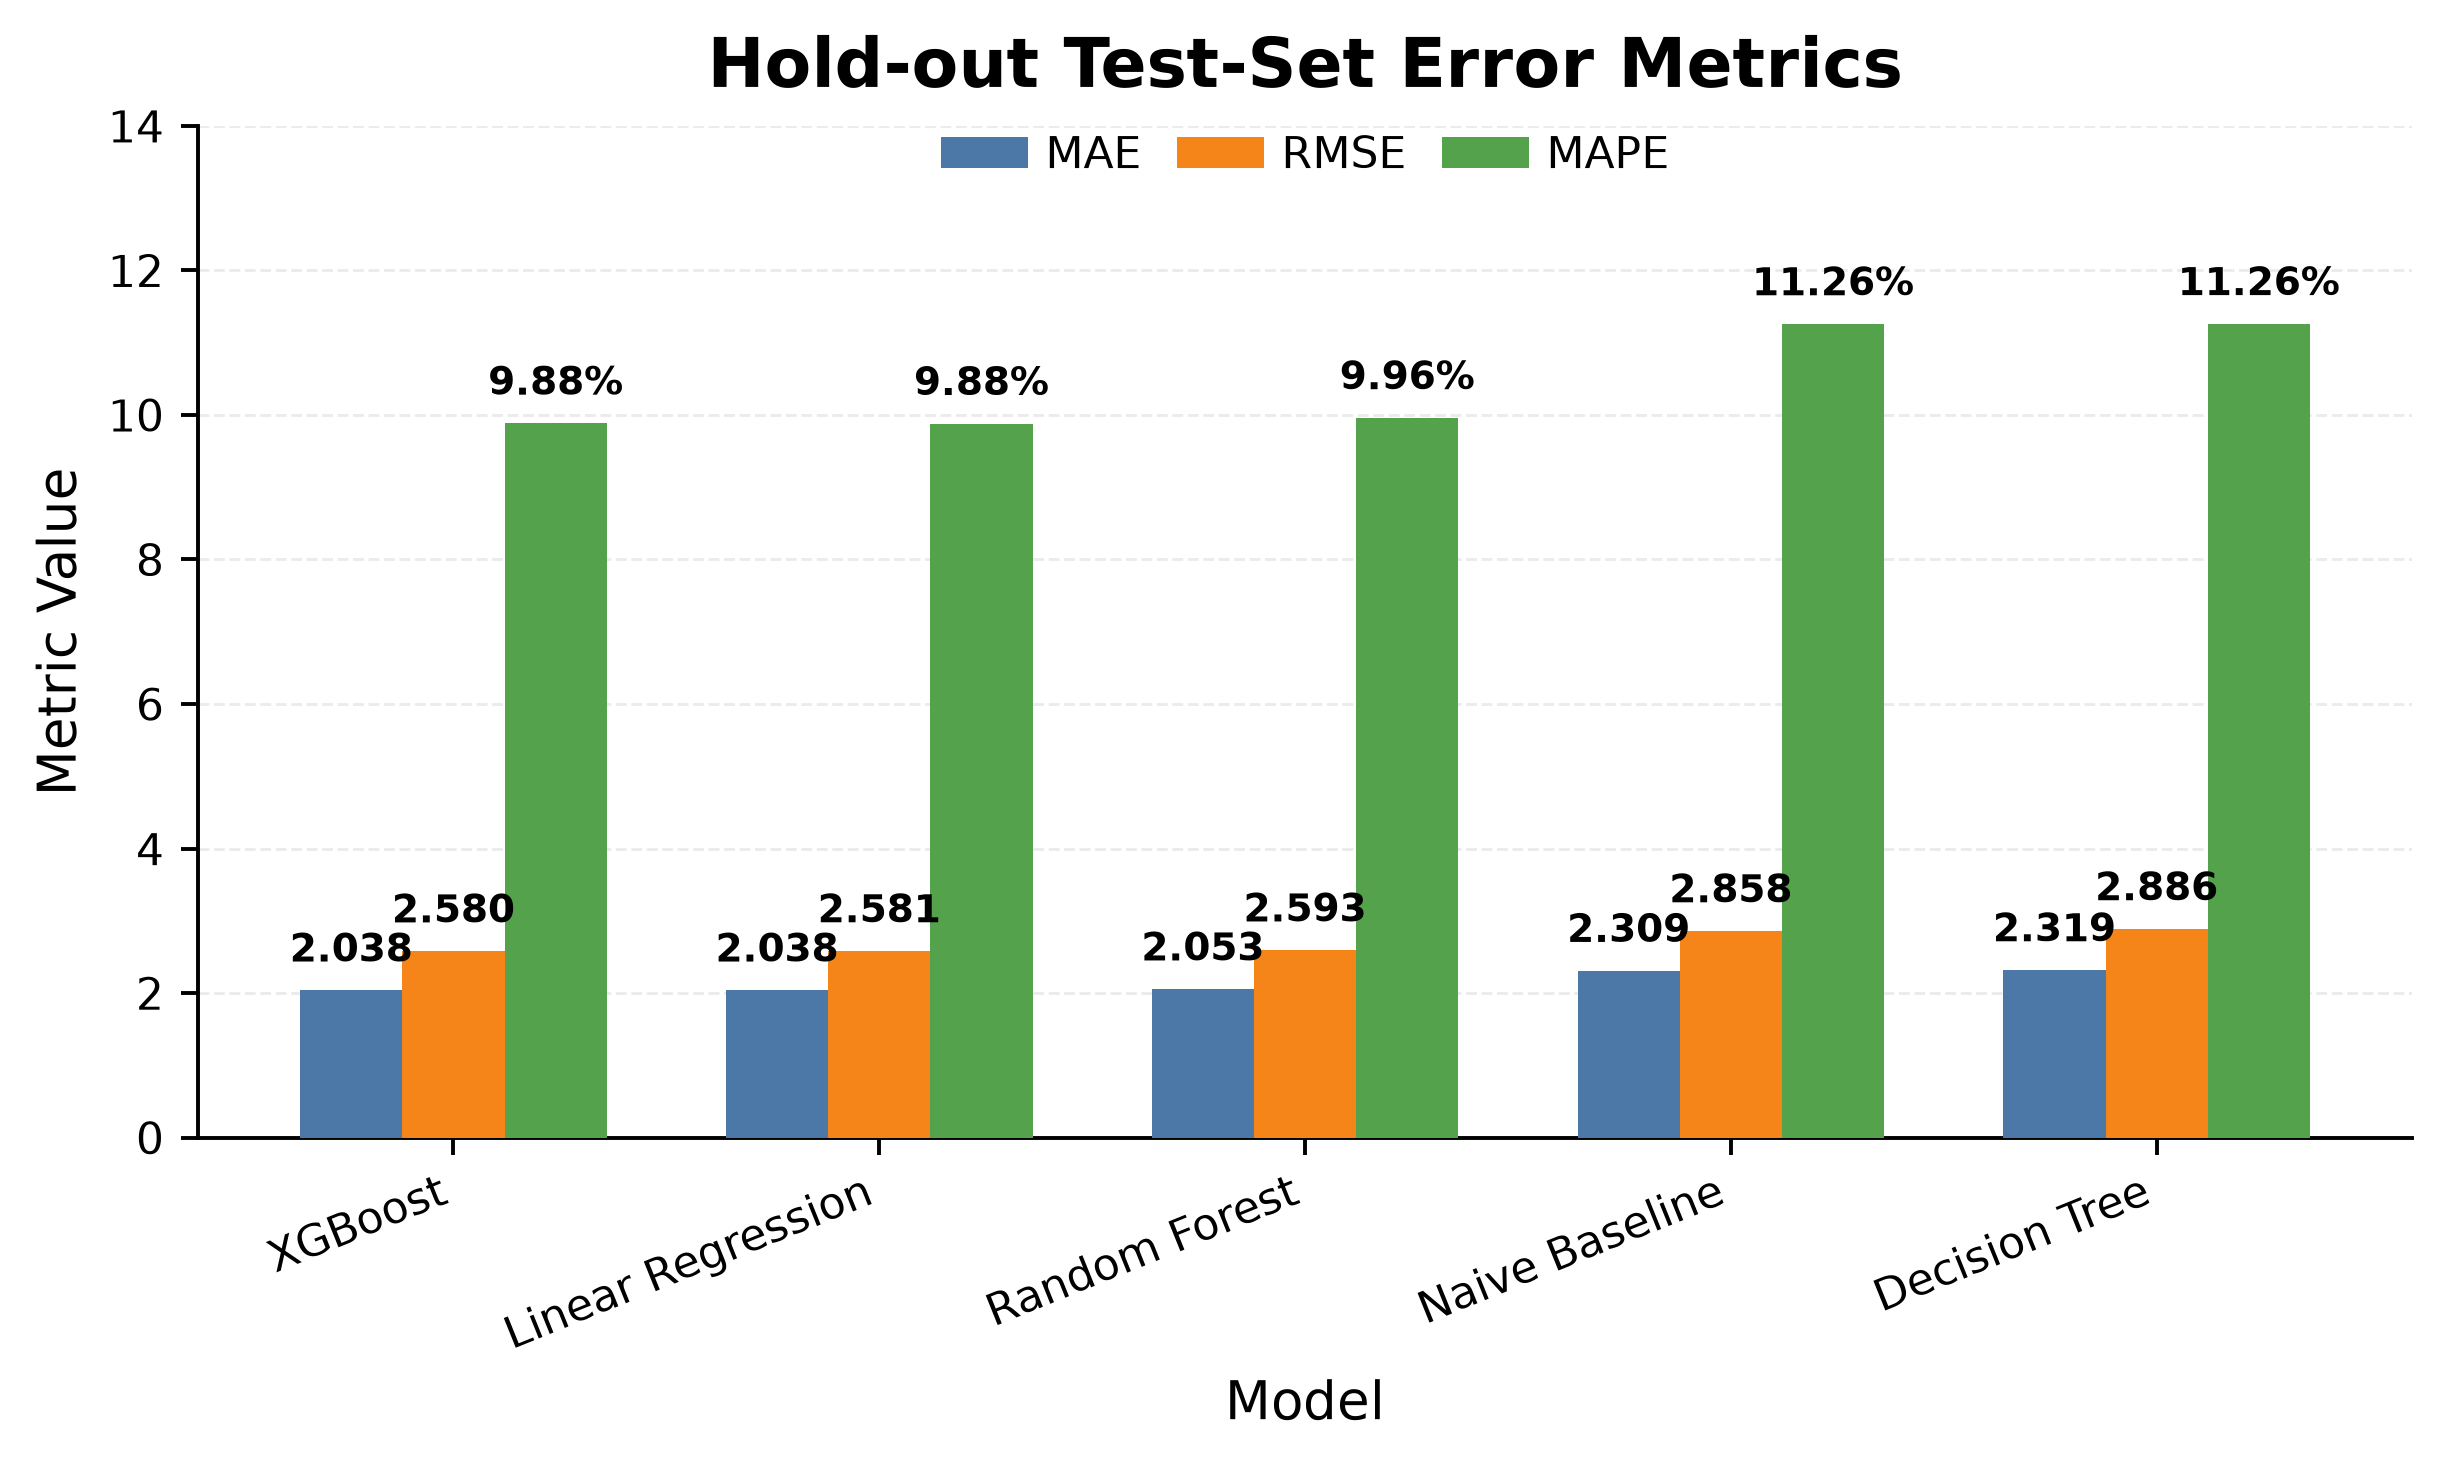 Hold-out Test-Set Error Metrics
MAE RMSE MAPE
Metric Value
14
12
10
8
6
4
2
0
2.038 2.580 9.88%
2.038 2.581 9.88%
2.053 2.593 9.96%
2.309 2.858 11.26%
2.319 2.886 11.26%
XGBoost
Linear Regression
Random Forest
Naive Baseline
Decision Tree
Model